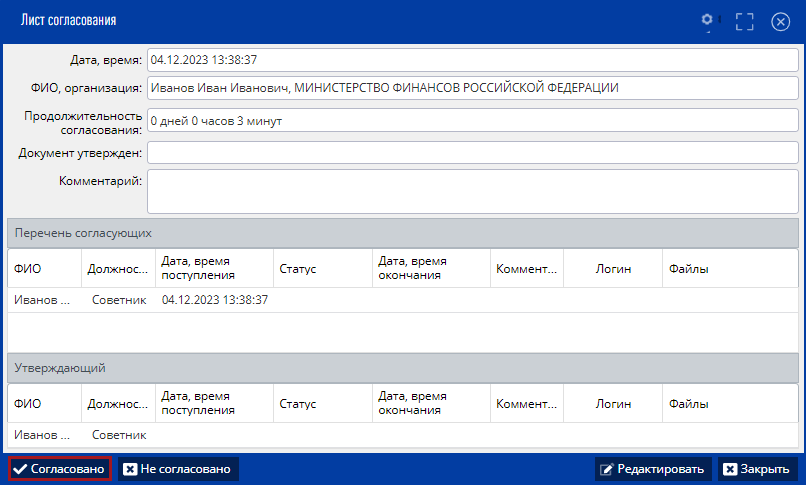 Лист согласования
Дата, время: 04.12.2023 13:38:37
ФИО, организация: Иванов Иван Иванович, МИНИСТЕРСТВО ФИНАНСОВ РОССИЙСКОЙ ФЕДЕРАЦИИ
Продолжительность
согласования: 0 дней 0 часов 3 минут
Документ утвержден:
Комментарий:
Перечень согласующих
ФИО Должнос... Дата, время поступления Статус Дата, время окончания Коммент... Логин Файлы
Иванов ... Советник 04.12.2023 13:38:37
Утверждающий
ФИО Должнос... Дата, время поступления Статус Дата, время окончания Коммент... Логин Файлы
Иванов ... Советник
Согласовано Не согласовано Редактировать Закрыть